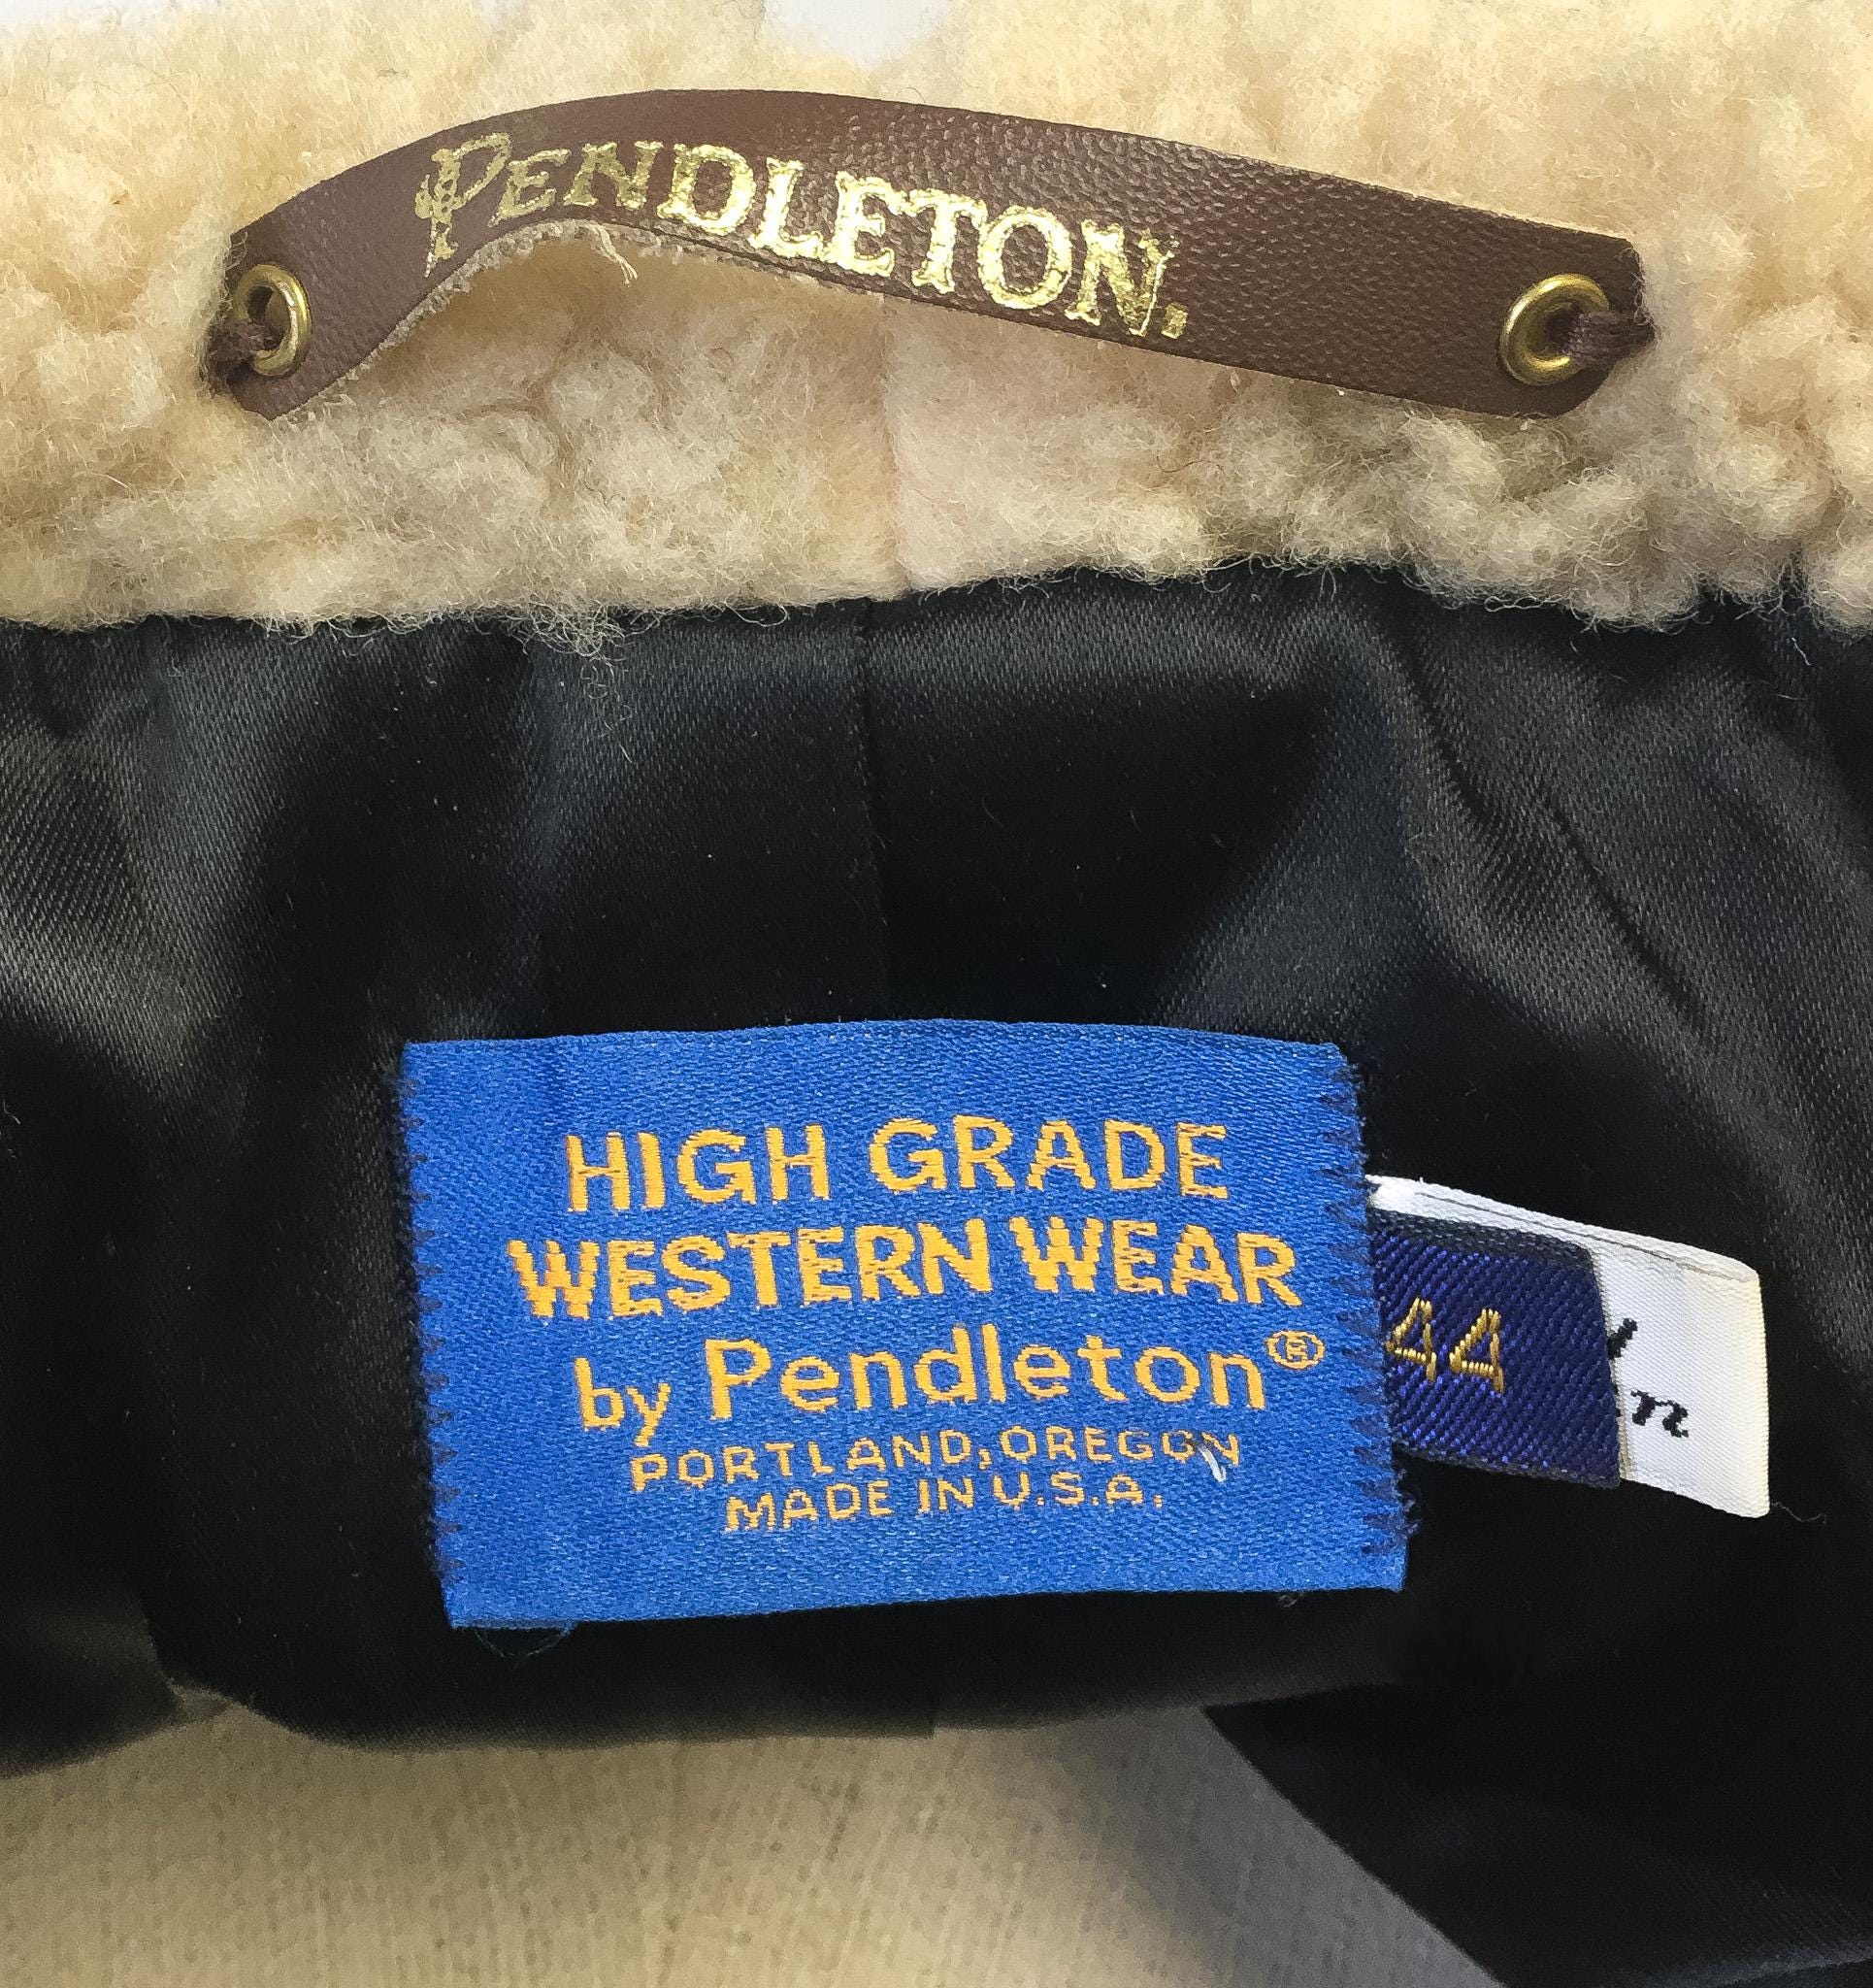 PENDLETON.
HIGH GRADE
WESTERN WEAR
by Pendleton®
PORTLAND, OREGON
MADE IN U.S.A.
44